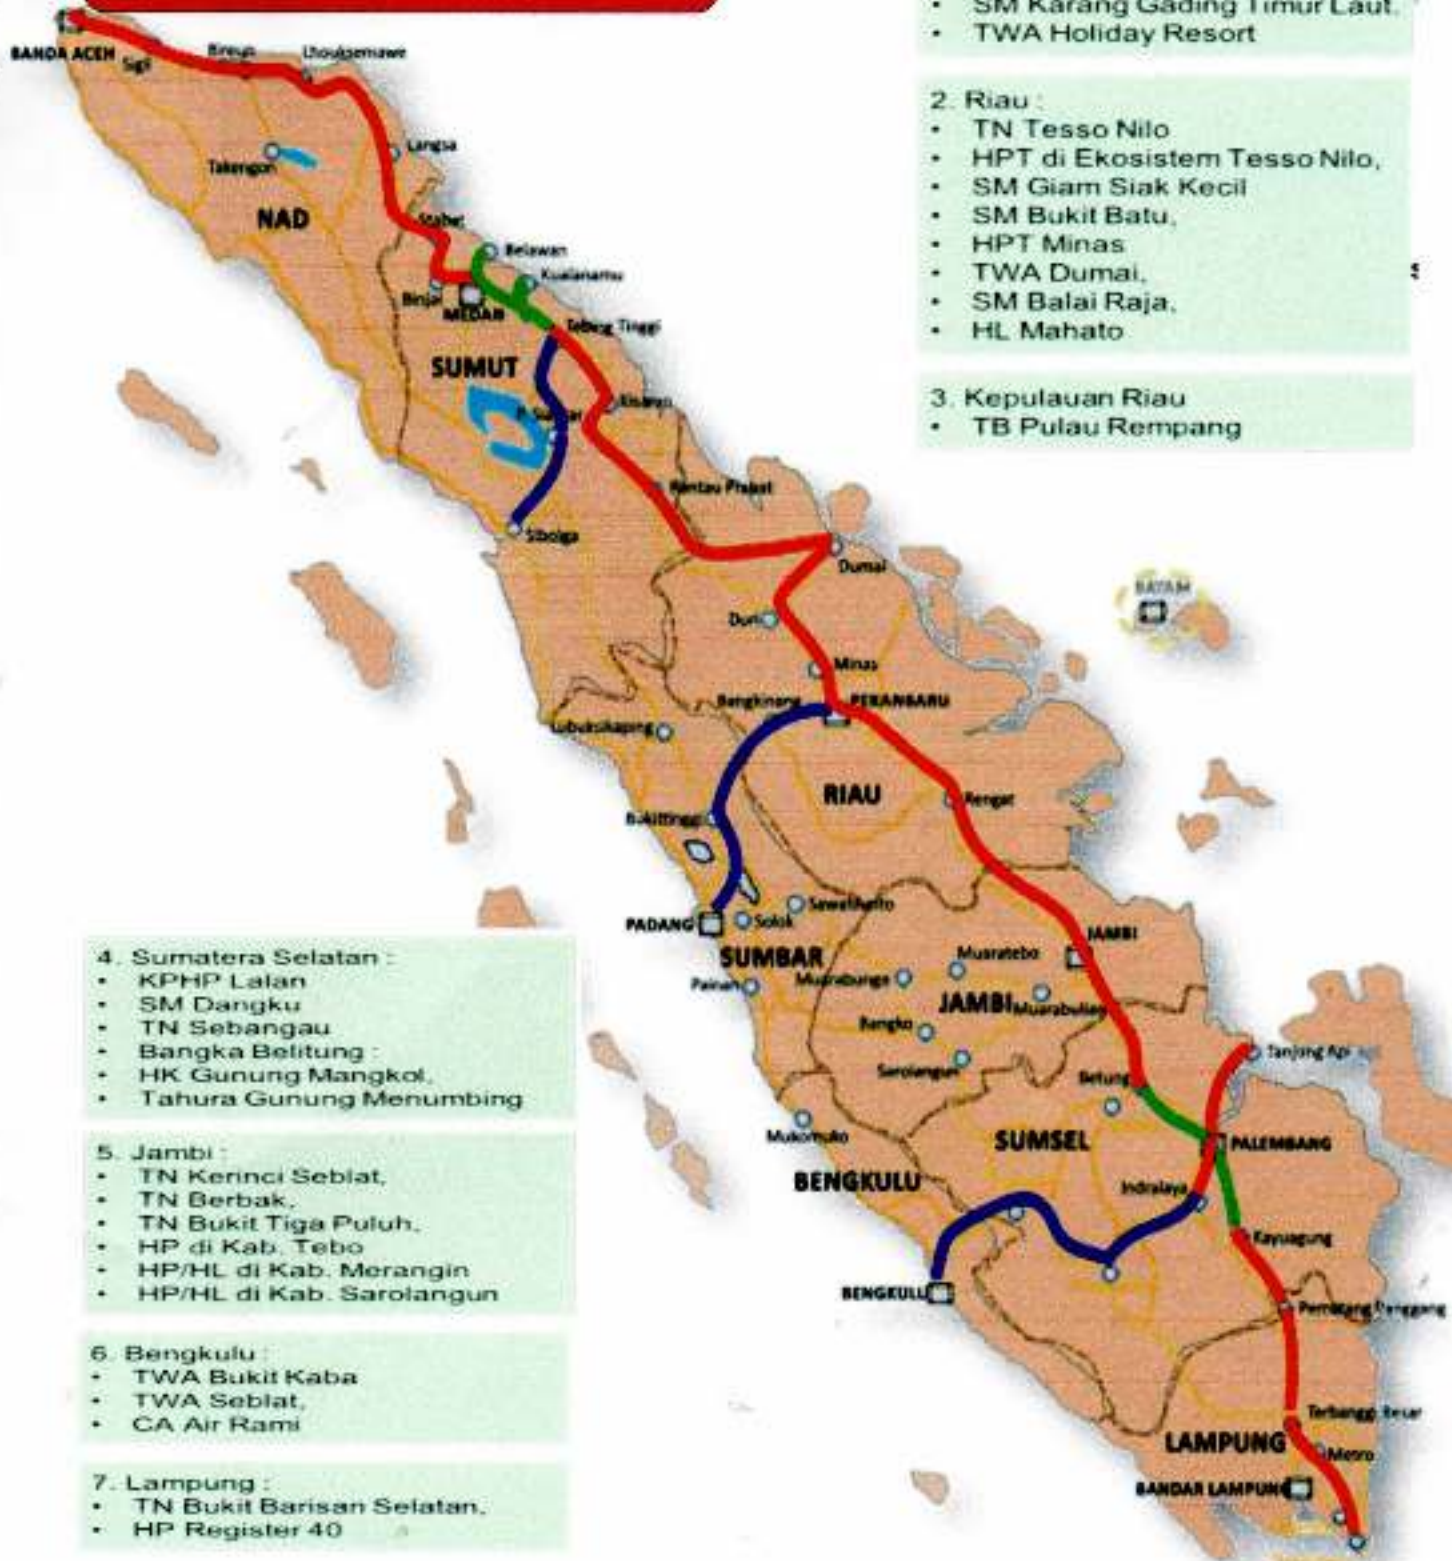 SM Karang Gading Timur Laut.
• TWA Holiday Resort
2. Riau :
• TN Tesso Nilo
• HPT di Ekosistem Tesso Nilo,
• SM Giam Siak Kecil
• SM Bukit Batu,
• HPT Minas
• TWA Dumai,
• SM Balai Raja,
• HL Mahato
3. Kepulauan Riau
• TB Pulau Rempang
BANDA ACEH
Sigli
Bireun
Lhouksemawe
Takengon
Langsa
NAD
Stabat
Belawan
Kualanamu
Binjai
MEDAN
Tebing Tinggi
SUMUT
Kisaran
Rantau Prapat
Sibolga
Dumai
BATAM
Duri
Minas
Bangkinang
PEKANBARU
Lubuksikaping
RIAU
Rengat
Bukittinggi
PADANG
Solok
Sawahlunto
SUMBAR
Painan
JAMBI
Muaratebo
Muarabungo
JAMBI
Muarabulian
Bangko
Sarolangun
Betung
Tanjung Api
Mukomuko
SUMSEL
PALEMBANG
BENGKULU
Indralaya
Kayuagung
BENGKULU
Pematang Panggang
Terbanggi Besar
LAMPUNG
Metro
BANDAR LAMPUNG
4. Sumatera Selatan :
• KPHP Lalan
• SM Dangku
• TN Sebangau
• Bangka Belitung :
• HK Gunung Mangkol,
• Tahura Gunung Menumbing
5. Jambi :
• TN Kerinci Seblat,
• TN Berbak,
• TN Bukit Tiga Puluh,
• HP di Kab. Tebo
• HP/HL di Kab. Merangin
• HP/HL di Kab. Sarolangun
6. Bengkulu :
• TWA Bukit Kaba
• TWA Seblat,
• CA Air Rami
7. Lampung :
• TN Bukit Barisan Selatan,
• HP Register 40